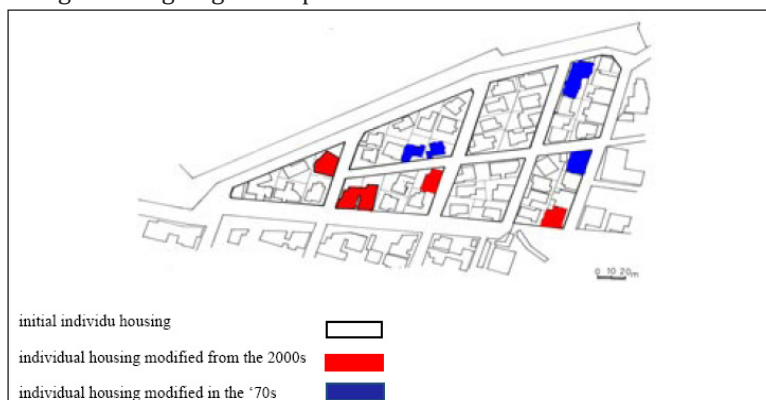 0 10 20m
initial individu housing
individual housing modified from the 2000s
individual housing modified in the ‘70s